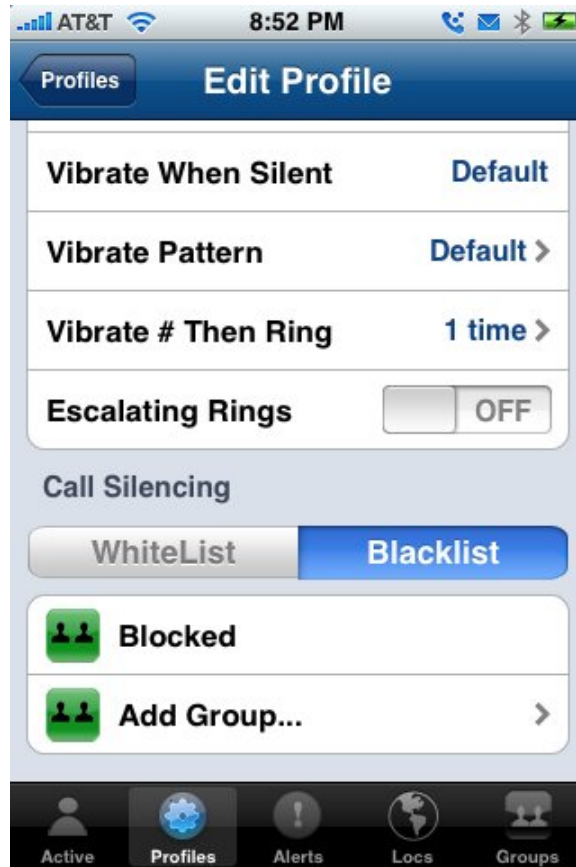 AT&T 8:52 PM
Profiles Edit Profile
Vibrate When Silent Default
Vibrate Pattern Default
Vibrate # Then Ring 1 time
Escalating Rings OFF
Call Silencing
WhiteList Blacklist
Blocked
Add Group...
Active Profiles Alerts Locs Groups